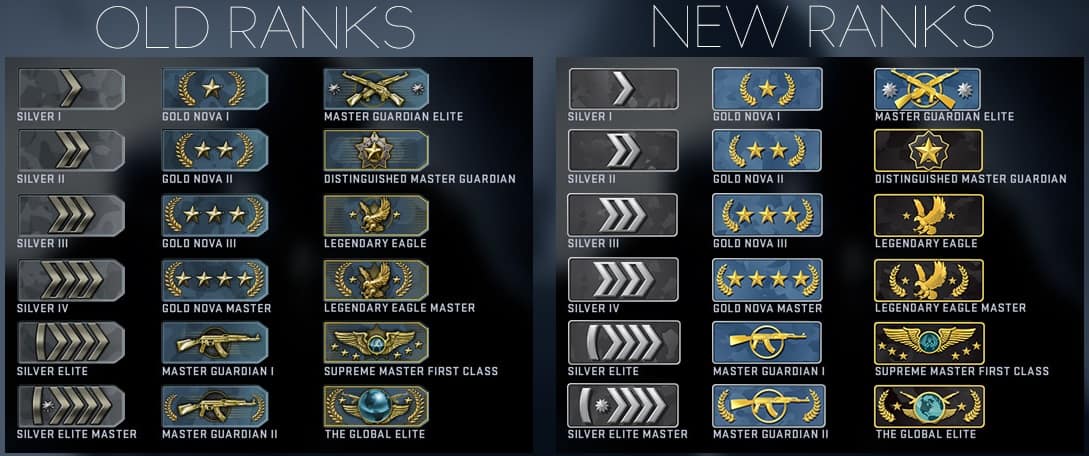 OLD RANKS
SILVER I
GOLD NOVA I
MASTER GUARDIAN ELITE
SILVER II
GOLD NOVA II
DISTINGUISHED MASTER GUARDIAN
SILVER III
GOLD NOVA III
LEGENDARY EAGLE
SILVER IV
GOLD NOVA MASTER
LEGENDARY EAGLE MASTER
SILVER ELITE
MASTER GUARDIAN I
SUPREME MASTER FIRST CLASS
SILVER ELITE MASTER
MASTER GUARDIAN II
THE GLOBAL ELITE
NEW RANKS
SILVER I
GOLD NOVA I
MASTER GUARDIAN ELITE
SILVER II
GOLD NOVA II
DISTINGUISHED MASTER GUARDIAN
SILVER III
GOLD NOVA III
LEGENDARY EAGLE
SILVER IV
GOLD NOVA MASTER
LEGENDARY EAGLE MASTER
SILVER ELITE
MASTER GUARDIAN I
SUPREME MASTER FIRST CLASS
SILVER ELITE MASTER
MASTER GUARDIAN II
THE GLOBAL ELITE